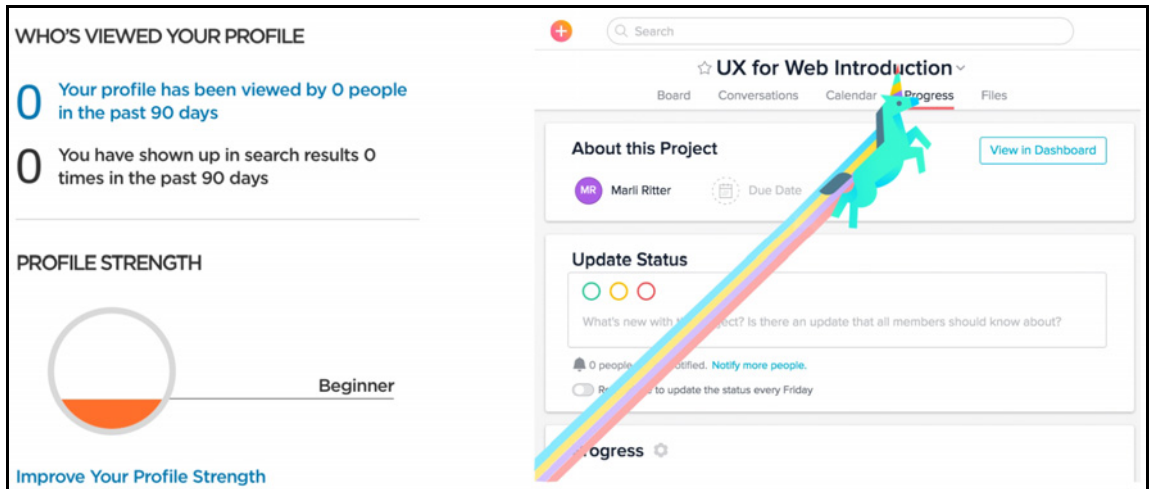 WHO'S VIEWED YOUR PROFILE
0
Your profile has been viewed by 0 people
in the past 90 days
0
You have shown up in search results 0
times in the past 90 days
PROFILE STRENGTH
Beginner
Improve Your Profile Strength
Search
UX for Web Introduction
Board Conversations Calendar Progress Files
About this Project
View in Dashboard
MR Marli Ritter Due Date
Update Status
What's new with project? Is there an update that all members should know about?
0 people notified. Notify more people.
to update the status every Friday
Progress